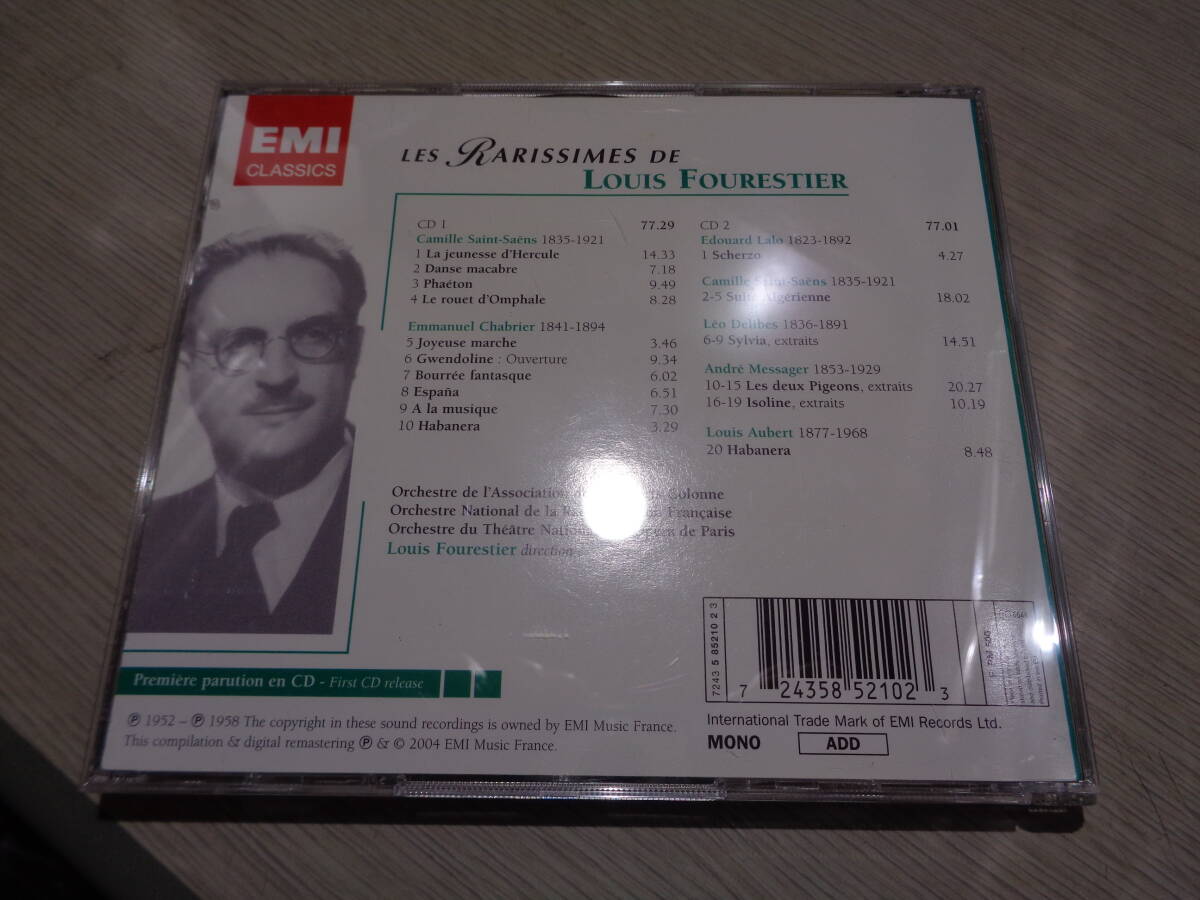 EMI
CLASSICS
LES RARISSIMES DE
LOUIS FOURESTIER
CD 1 77.29
Camille Saint-Saëns 1835-1921
1 La jeunesse d'Hercule 14.33
2 Danse macabre 7.18
3 Phaéton 9.49
4 Le rouet d'Omphale 8.28
Emmanuel Chabrier 1841-1894
5 Joyeuse marche 3.46
6 Gwendoline : Ouverture 9.34
7 Bourrée fantasque 6.02
8 España 6.51
9 A la musique 7.30
10 Habanera 3.29
CD 2 77.01
Edouard Lalo 1823-1892
1 Scherzo 4.27
Camille Saint-Saëns 1835-1921
2-5 Suite Algérienne 18.02
Léo Delibes 1836-1891
6-9 Sylvia, extraits 14.51
André Messager 1853-1929
10-15 Les deux Pigeons, extraits 20.27
16-19 Isoline, extraits 10.19
Louis Aubert 1877-1968
20 Habanera 8.48
Orchestre de l'Association Colonne
Orchestre National de la Française
Orchestre du Théâtre de Paris
Louis Fourestier direction
Première parution en CD - First CD release
℗ 1952 – ℗ 1958 The copyright in these sound recordings is owned by EMI Music France.
This compilation & digital remastering ℗ & © 2004 EMI Music France.
7243 5 85210 2 3
7 24358 52102 3
International Trade Mark of EMI Records Ltd.
MONO ADD